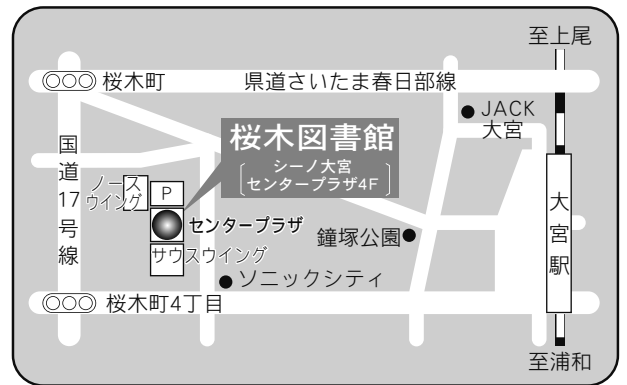 至上尾
桜木町
県道さいたま春日部線
JACK
大宮
桜木図書館
シーノ大宮
センタープラザ4F
国道17号線
ノース
ウイング
P
センタープラザ
サウスウイング
鐘塚公園
大宮駅
ソニックシティ
桜木町4丁目
至浦和